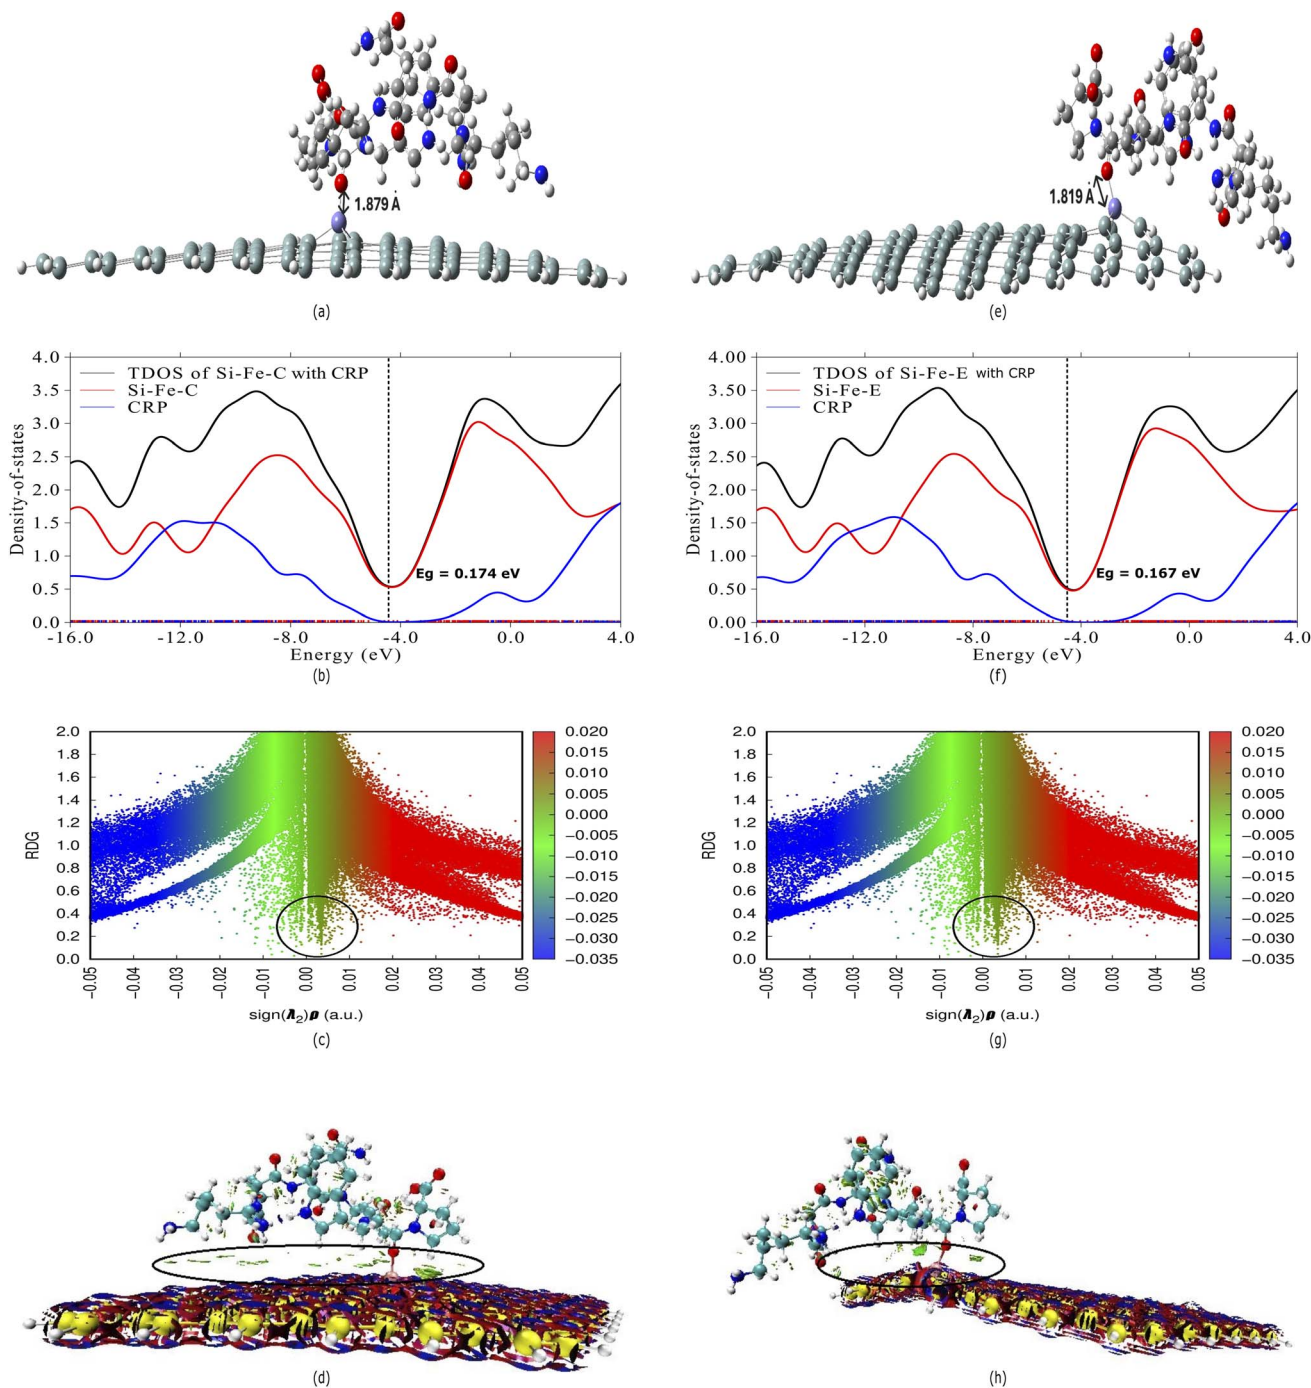 1.879 Å
1.819 Å
(a)
(e)
4.0
3.5
3.0
2.5
2.0
1.5
1.0
0.5
0.0
Density-of-states
TDOS of Si-Fe-C with CRP
Si-Fe-C
CRP
Eg = 0.174 eV
-16.0 -12.0 -8.0 -4.0 0.0 4.0
Energy (eV)
(b)
4.00
3.50
3.00
2.50
2.00
1.50
1.00
0.50
0.00
Density-of-states
TDOS of Si-Fe-E with CRP
Si-Fe-E
CRP
Eg = 0.167 eV
-16.0 -12.0 -8.0 -4.0 0.0 4.0
Energy (eV)
(f)
2.0
1.8
1.6
1.4
1.2
1.0
0.8
0.6
0.4
0.2
0.0
RDG
-0.05 -0.04 -0.03 -0.02 -0.01 0.00 0.01 0.02 0.03 0.04 0.05
sign(λ₂)ρ (a.u.)
0.020
0.015
0.010
0.005
0.000
−0.005
−0.010
−0.015
−0.020
−0.025
−0.030
−0.035
(c)
2.0
1.8
1.6
1.4
1.2
1.0
0.8
0.6
0.4
0.2
0.0
RDG
-0.05 -0.04 -0.03 -0.02 -0.01 0.00 0.01 0.02 0.03 0.04 0.05
sign(λ₂)ρ (a.u.)
0.020
0.015
0.010
0.005
0.000
−0.005
−0.010
−0.015
−0.020
−0.025
−0.030
−0.035
(g)
(d)
(h)